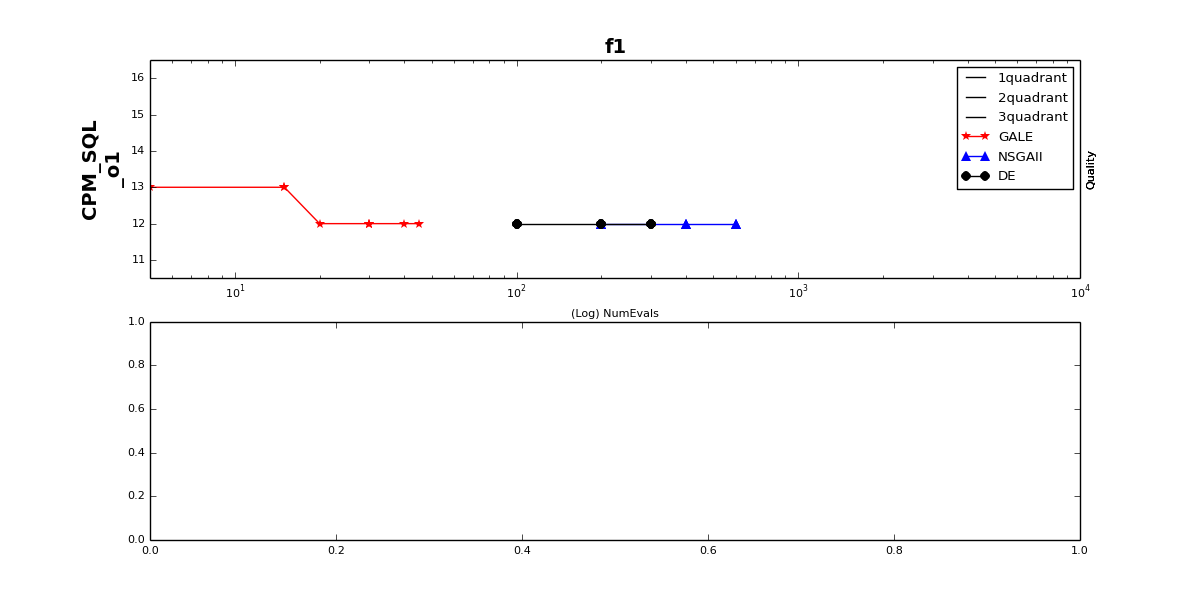 f1
CPM_SQL
_o1
16
15
14
13
12
11
1quadrant
2quadrant
3quadrant
GALE
NSGAII
DE
Quality
10^1
10^2
10^3
10^4
(Log) NumEvals
1.0
0.8
0.6
0.4
0.2
0.0
0.0
0.2
0.4
0.6
0.8
1.0